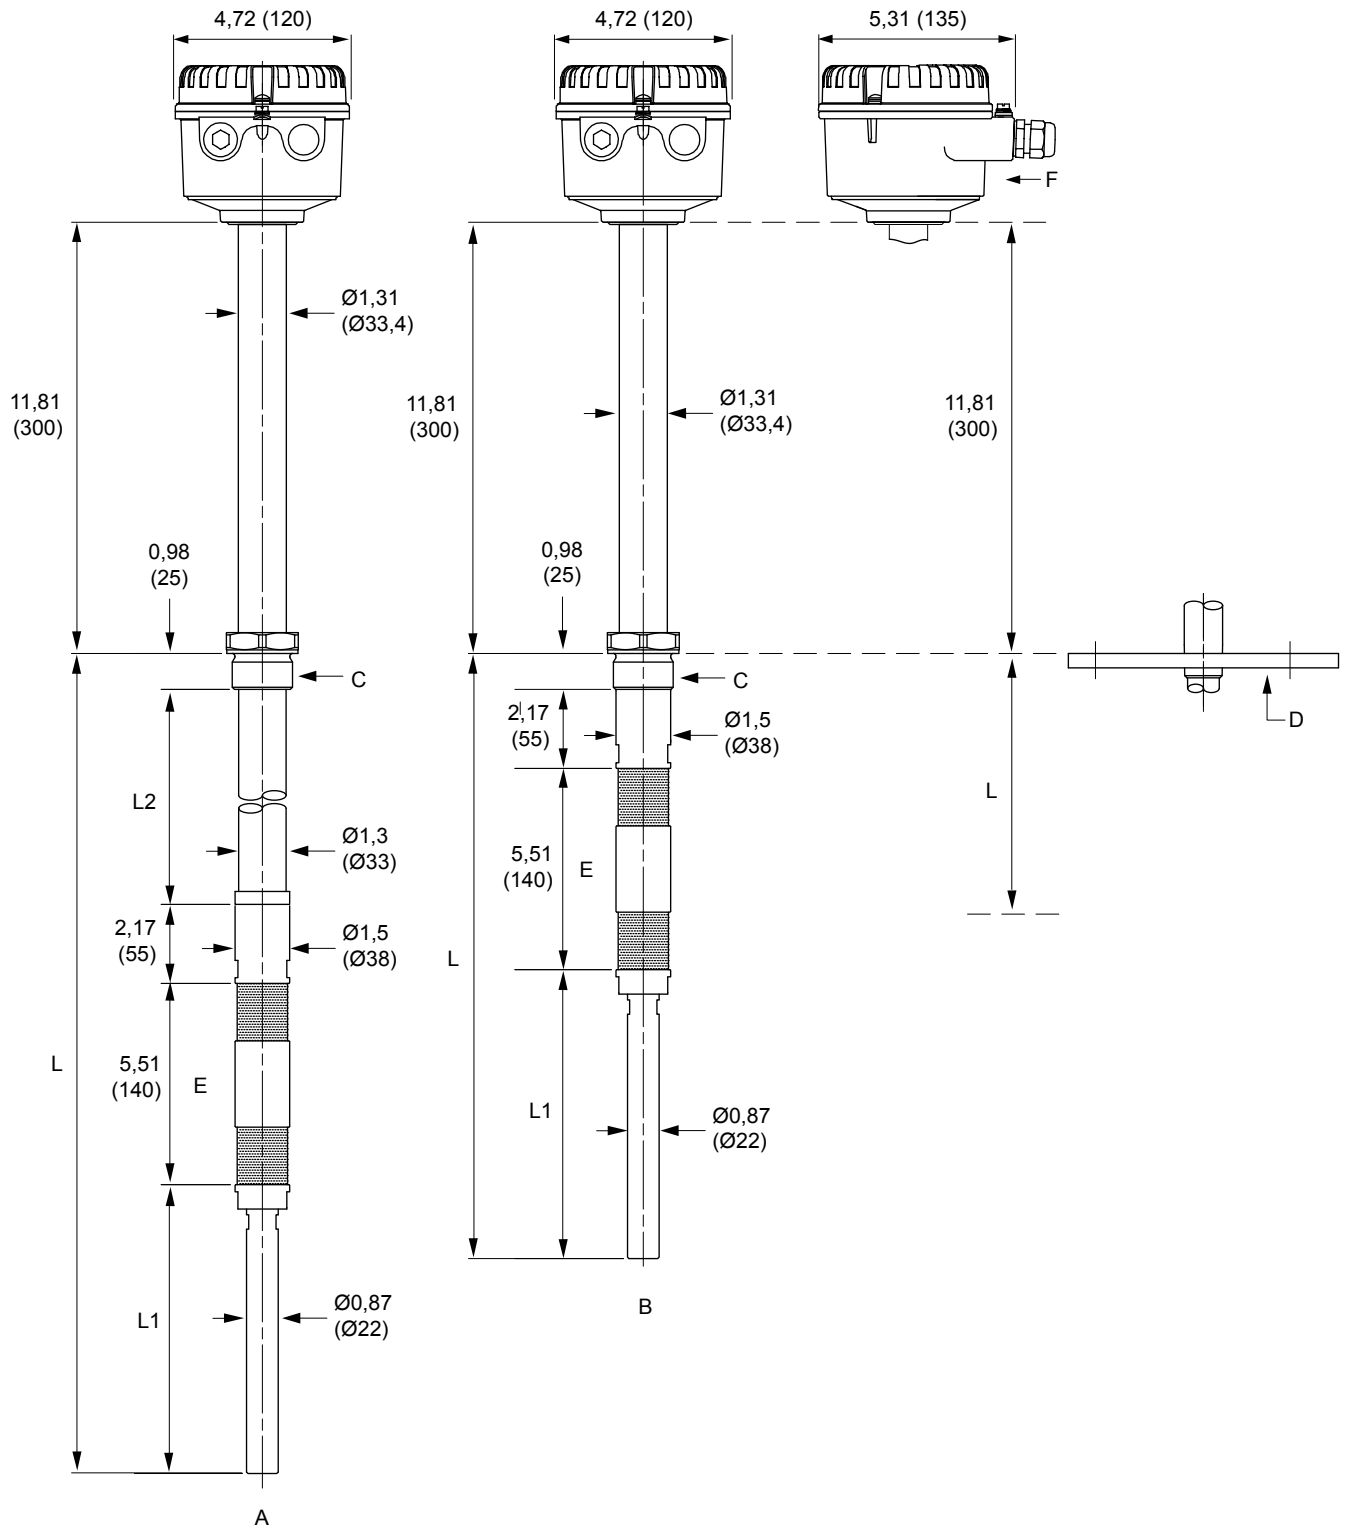 4,72 (120)
4,72 (120)
5,31 (135)
F
Ø1,31
(Ø33,4)
11,81
(300)
Ø1,31
(Ø33,4)
11,81
(300)
11,81
(300)
0,98
(25)
0,98
(25)
C
C
D
2,17
(55)
Ø1,5
(Ø38)
L
L2
Ø1,3
(Ø33)
5,51
(140)
E
2,17
(55)
Ø1,5
(Ø38)
L
L
5,51
(140)
E
L1
Ø0,87
(Ø22)
L1
Ø0,87
(Ø22)
B
A